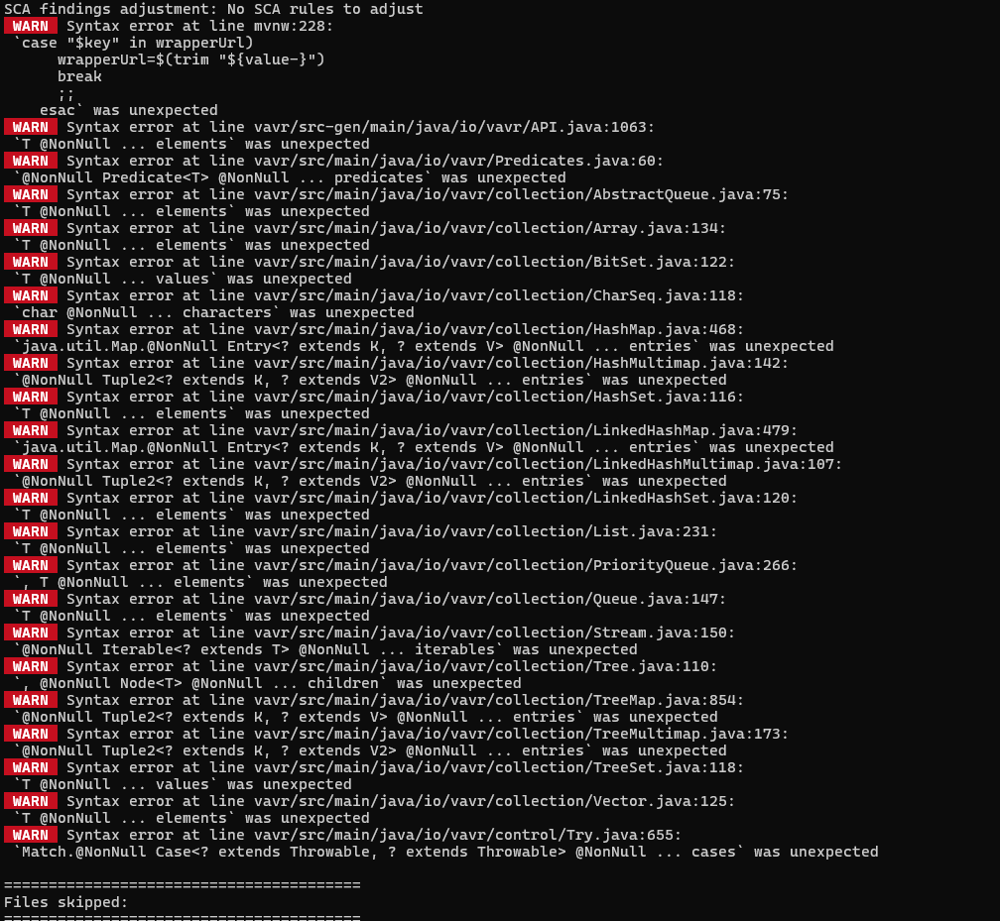 SCA findings adjustment: No SCA rules to adjust
WARN Syntax error at line mvnw:228:
`case "$key" in wrapperUrl)
wrapperUrl=$(trim "${value-}")
break
;;
esac` was unexpected
WARN Syntax error at line vavr/src-gen/main/java/io/vavr/API.java:1063:
`T @NonNull ... elements` was unexpected
WARN Syntax error at line vavr/src/main/java/io/vavr/Predicates.java:60:
`@NonNull Predicate<T> @NonNull ... predicates` was unexpected
WARN Syntax error at line vavr/src/main/java/io/vavr/collection/AbstractQueue.java:75:
`T @NonNull ... elements` was unexpected
WARN Syntax error at line vavr/src/main/java/io/vavr/collection/Array.java:134:
`T @NonNull ... elements` was unexpected
WARN Syntax error at line vavr/src/main/java/io/vavr/collection/BitSet.java:122:
`T @NonNull ... values` was unexpected
WARN Syntax error at line vavr/src/main/java/io/vavr/collection/CharSeq.java:118:
`char @NonNull ... characters` was unexpected
WARN Syntax error at line vavr/src/main/java/io/vavr/collection/HashMap.java:468:
`java.util.Map.@NonNull Entry<? extends K, ? extends V> @NonNull ... entries` was unexpected
WARN Syntax error at line vavr/src/main/java/io/vavr/collection/HashMultimap.java:142:
`@NonNull Tuple2<? extends K, ? extends V2> @NonNull ... entries` was unexpected
WARN Syntax error at line vavr/src/main/java/io/vavr/collection/HashSet.java:116:
`T @NonNull ... elements` was unexpected
WARN Syntax error at line vavr/src/main/java/io/vavr/collection/LinkedHashMap.java:479:
`java.util.Map.@NonNull Entry<? extends K, ? extends V> @NonNull ... entries` was unexpected
WARN Syntax error at line vavr/src/main/java/io/vavr/collection/LinkedHashMultimap.java:107:
`@NonNull Tuple2<? extends K, ? extends V2> @NonNull ... entries` was unexpected
WARN Syntax error at line vavr/src/main/java/io/vavr/collection/LinkedHashSet.java:120:
`T @NonNull ... elements` was unexpected
WARN Syntax error at line vavr/src/main/java/io/vavr/collection/List.java:231:
`T @NonNull ... elements` was unexpected
WARN Syntax error at line vavr/src/main/java/io/vavr/collection/PriorityQueue.java:266:
`, T @NonNull ... elements` was unexpected
WARN Syntax error at line vavr/src/main/java/io/vavr/collection/Queue.java:147:
`T @NonNull ... elements` was unexpected
WARN Syntax error at line vavr/src/main/java/io/vavr/collection/Stream.java:150:
`@NonNull Iterable<? extends T> @NonNull ... iterables` was unexpected
WARN Syntax error at line vavr/src/main/java/io/vavr/collection/Tree.java:110:
`, @NonNull Node<T> @NonNull ... children` was unexpected
WARN Syntax error at line vavr/src/main/java/io/vavr/collection/TreeMap.java:854:
`@NonNull Tuple2<? extends K, ? extends V> @NonNull ... entries` was unexpected
WARN Syntax error at line vavr/src/main/java/io/vavr/collection/TreeMultimap.java:173:
`@NonNull Tuple2<? extends K, ? extends V2> @NonNull ... entries` was unexpected
WARN Syntax error at line vavr/src/main/java/io/vavr/collection/TreeSet.java:118:
`T @NonNull ... values` was unexpected
WARN Syntax error at line vavr/src/main/java/io/vavr/collection/Vector.java:125:
`T @NonNull ... elements` was unexpected
WARN Syntax error at line vavr/src/main/java/io/vavr/control/Try.java:655:
`Match.@NonNull Case<? extends Throwable, ? extends Throwable> @NonNull ... cases` was unexpected
========================================
Files skipped:
========================================